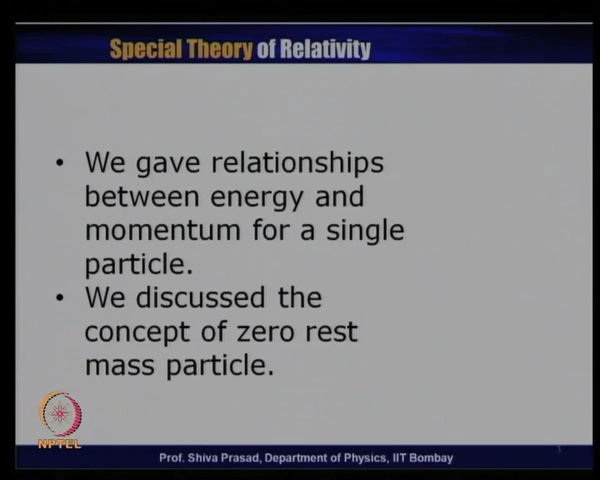 Special Theory of Relativity
• We gave relationships
between energy and
momentum for a single
particle.
• We discussed the
concept of zero rest
mass particle.
NPTEL
Prof. Shiva Prasad, Department of Physics, IIT Bombay
3